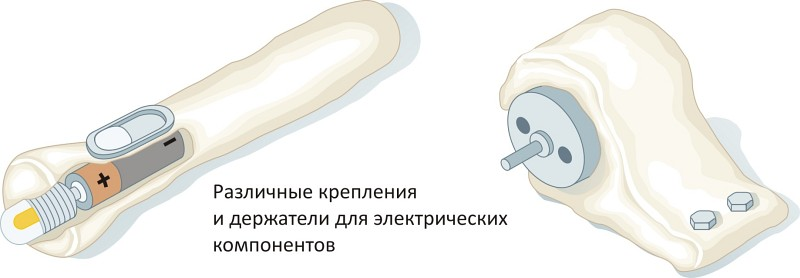 +
-
Различные крепления
и держатели для электрических
компонентов